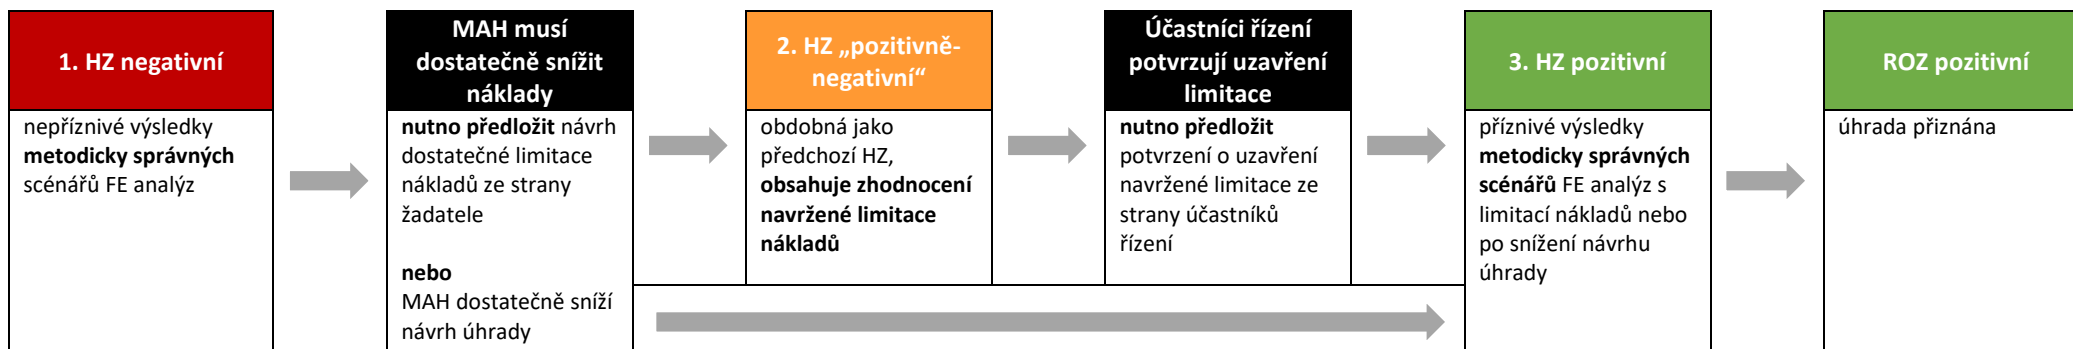 1. HZ negativní
nepříznivé výsledky
metodicky správných
scénářů FE analýz
MAH musí
dostatečně snížit
náklady
nutno předložit návrh
dostatečné limitace
nákladů ze strany
žadatele
nebo
MAH dostatečně sníží
návrh úhrady
2. HZ „pozitivně-
negativní“
obdobná jako
předchozí HZ,
obsahuje zhodnocení
navržené limitace
nákladů
Účastníci řízení
potvrzují uzavření
limitace
nutno předložit
potvrzení o uzavření
navržené limitace ze
strany účastníků
řízení
3. HZ pozitivní
příznivé výsledky
metodicky správných
scénářů FE analýz s
limitací nákladů nebo
po snížení návrhu
úhrady
ROZ pozitivní
úhrada přiznána